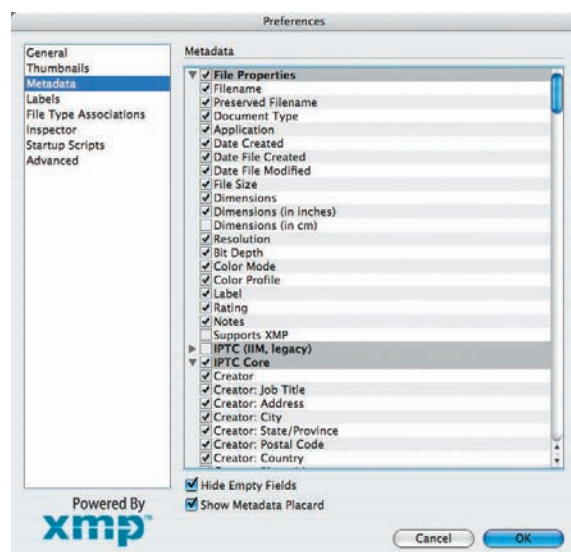 Preferences
General
Thumbnails
Metadata
Labels
File Type Associations
Inspector
Startup Scripts
Advanced
Metadata
File Properties
Filename
Preserved Filename
Document Type
Application
Date Created
Date File Created
Date File Modified
File Size
Dimensions
Dimensions (in inches)
Dimensions (in cm)
Resolution
Bit Depth
Color Mode
Color Profile
Label
Rating
Notes
Supports XMP
IPTC (IIM, legacy)
IPTC Core
Creator
Creator: Job Title
Creator: Address
Creator: City
Creator: State/Province
Creator: Postal Code
Creator: Country
Hide Empty Fields
Show Metadata Placard
Powered By
xmp™
Cancel
OK